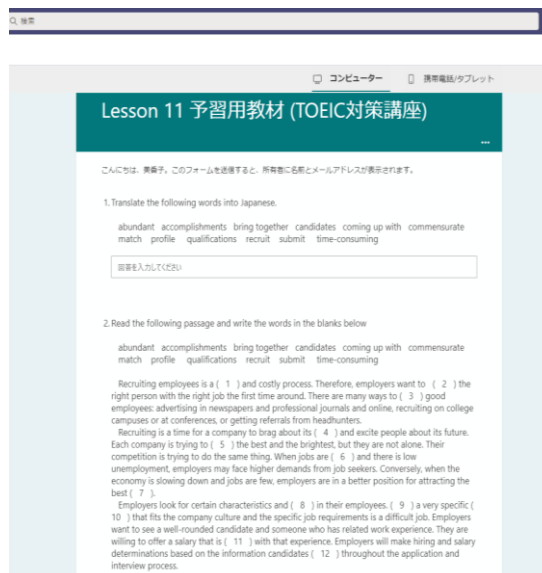 検索
コンピューター 携帯電話/タブレット
Lesson 11 予習用教材 (TOEIC対策講座)
...
こんにちは、美香子。このフォームを送信すると、所有者に名前とメールアドレスが表示されます。
1. Translate the following words into Japanese.
abundant accomplishments bring together candidates coming up with commensurate
match profile qualifications recruit submit time-consuming
回答を入力してください
2. Read the following passage and write the words in the blanks below
abundant accomplishments bring together candidates coming up with commensurate
match profile qualifications recruit submit time-consuming
Recruiting employees is a ( 1 ) and costly process. Therefore, employers want to ( 2 ) the
right person with the right job the first time around. There are many ways to ( 3 ) good
employees: advertising in newspapers and professional journals and online, recruiting on college
campuses or at conferences, or getting referrals from headhunters.
Recruiting is a time for a company to brag about its ( 4 ) and excite people about its future.
Each company is trying to ( 5 ) the best and the brightest, but they are not alone. Their
competition is trying to do the same thing. When jobs are ( 6 ) and there is low
unemployment, employers may face higher demands from job seekers. Conversely, when the
economy is slowing down and jobs are few, employers are in a better position for attracting the
best ( 7 ).
Employers look for certain characteristics and ( 8 ) in their employees. ( 9 ) a very specific (
10 ) that fits the company culture and the specific job requirements is a difficult job. Employers
want to see a well-rounded candidate and someone who has related work experience. They are
willing to offer a salary that is ( 11 ) with that experience. Employers will make hiring and salary
determinations based on the information candidates ( 12 ) throughout the application and
interview process.